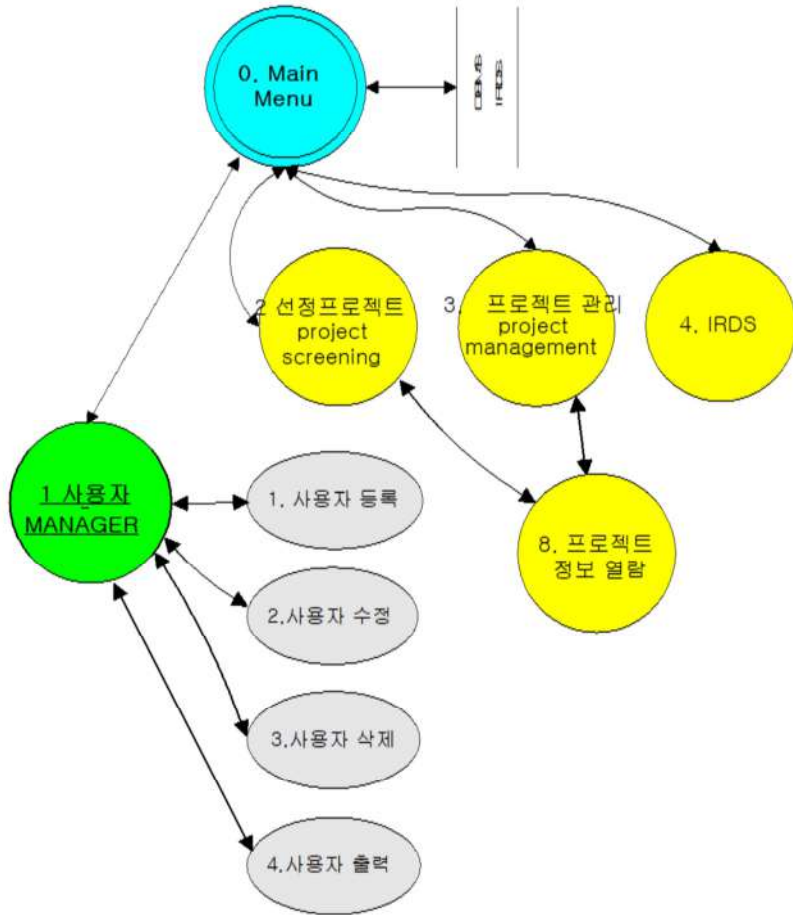 0. Main
Menu
IRDS
2 선정프로젝트
project
screening
3. 프로젝트 관리
project
management
4. IRDS
1 사용자
MANAGER
1. 사용자 등록
8. 프로젝트
정보 열람
2.사용자 수정
3.사용자 삭제
4.사용자 출력